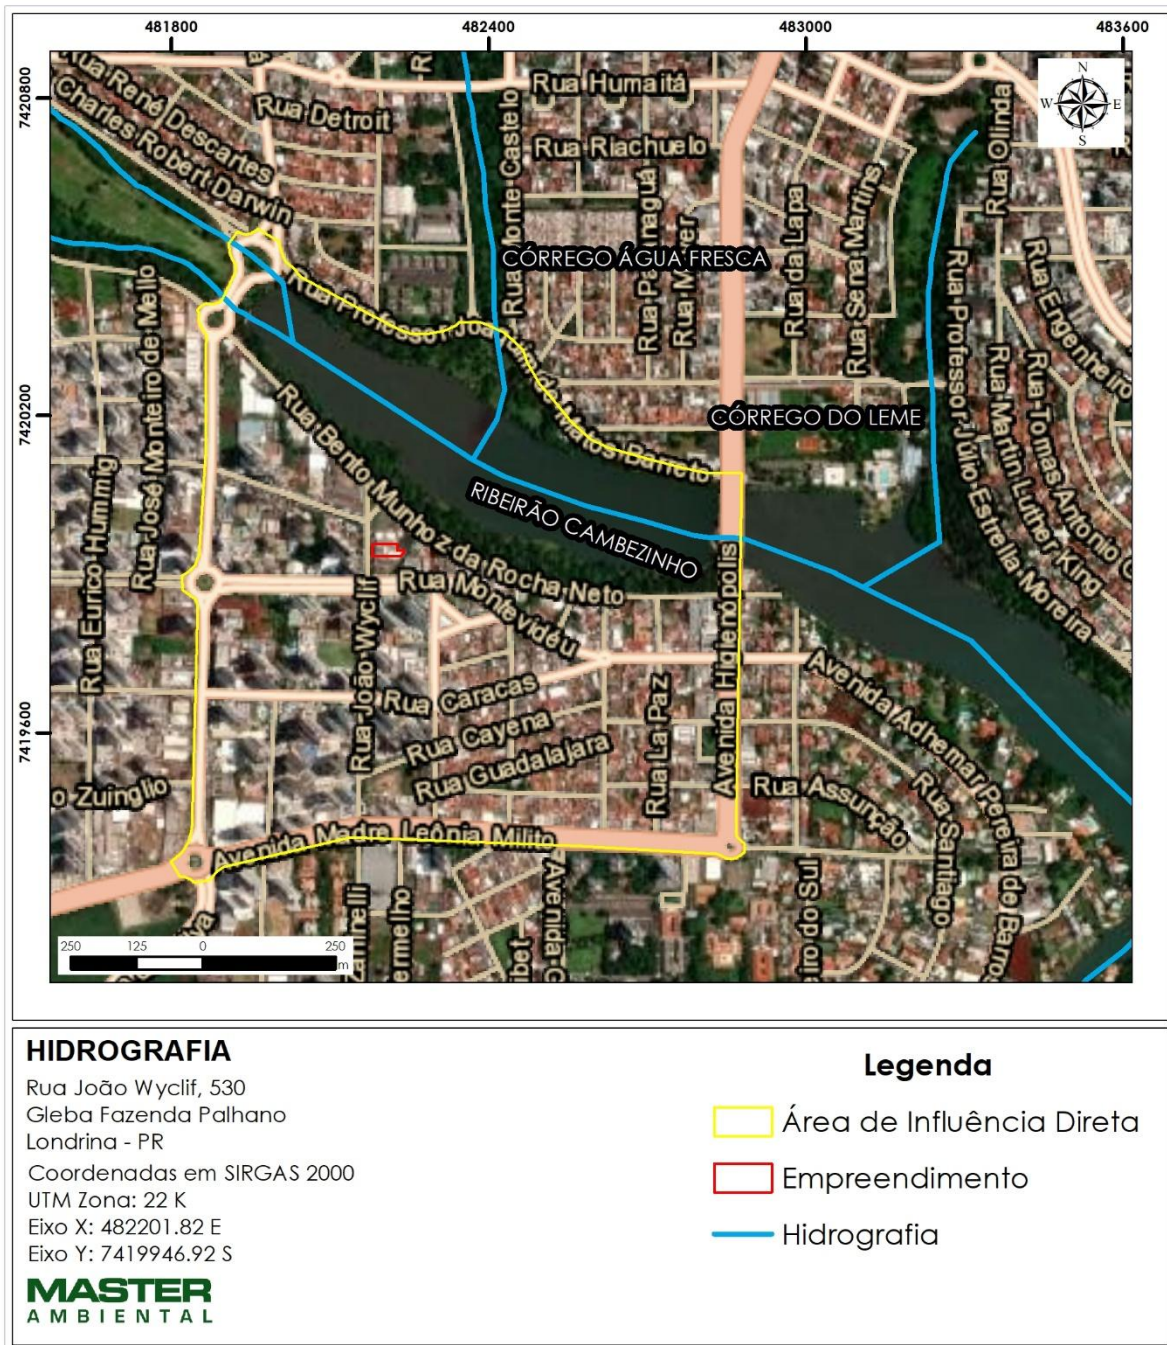 481800
482400
483000
483600
7420800
7420200
7419600
N
W
E
S
Rua René Descartes
Charles Robert Darwin
Rua Detroit
Rua Humaitá
Rua Riachuelo
Rua Monte Castelo
Rua Olinda
Rua da Lapa
Rua Sena Martins
Rua Engenheiro
CÓRREGO ÁGUA FRESCA
CÓRREGO DO LEME
RIBEIRÃO CAMBEZINHO
Rua Professor Júlio Estrella Moreira
Rua Martin Luther King
Rua Tomas Antonio
Rua José Monteiro de Mello
Rua Eurico Hummig
Rua Bento Munhoz da Rocha Neto
Rua João Wyclif
Rua Montevidéu
Rua Caracas
Rua Cayena
Rua Guadalajara
Rua La Paz
Avenida Higienópolis
Avenida Adhemar Pereira de Barros
Rua Assunção
Rua Santiago
o Zuinglio
Avenida Madre Leônia Milito
ermelho
eiro do Sul
250
125
0
250
m
HIDROGRAFIA
Rua João Wyclif, 530
Gleba Fazenda Palhano
Londrina - PR
Coordenadas em SIRGAS 2000
UTM Zona: 22 K
Eixo X: 482201.82 E
Eixo Y: 7419946.92 S
MASTER
AMBIENTAL
Legenda
Área de Influência Direta
Empreendimento
Hidrografia